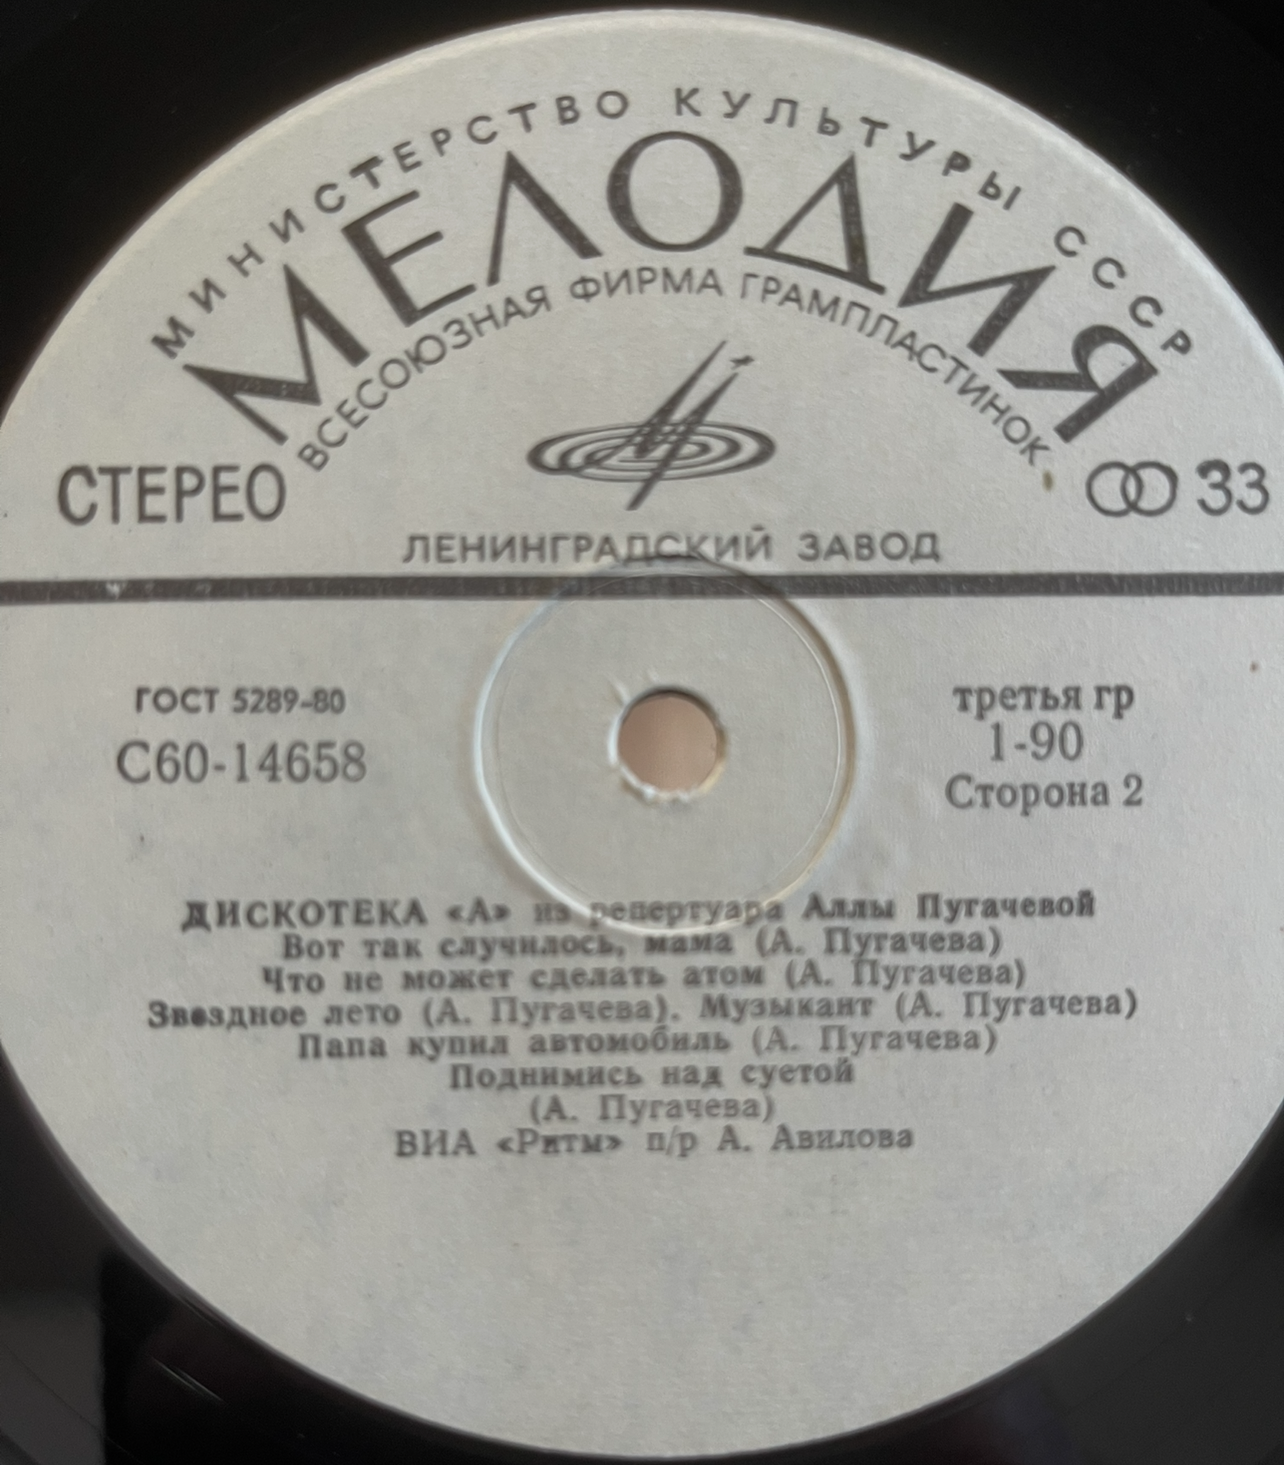 МИНИСТЕРСТВО КУЛЬТУРЫ СССР
МЕЛОДИЯ
ВСЕСОЮЗНАЯ ФИРМА ГРАМПЛАСТИНОК
СТЕРЕО
33
ЛЕНИНГРАДСКИЙ ЗАВОД
ГОСТ 5289-80
С60-14658
третья гр
1-90
Сторона 2
ДИСКОТЕКА «А» из репертуара Аллы Пугачевой
Вот так случилось, мама (А. Пугачева)
Что не может сделать атом (А. Пугачева)
Звездное лето (А. Пугачева). Музыкант (А. Пугачева)
Папа купил автомобиль (А. Пугачева)
Поднимись над суетой
(А. Пугачева)
ВИА «Ритм» п/р А. Авилова